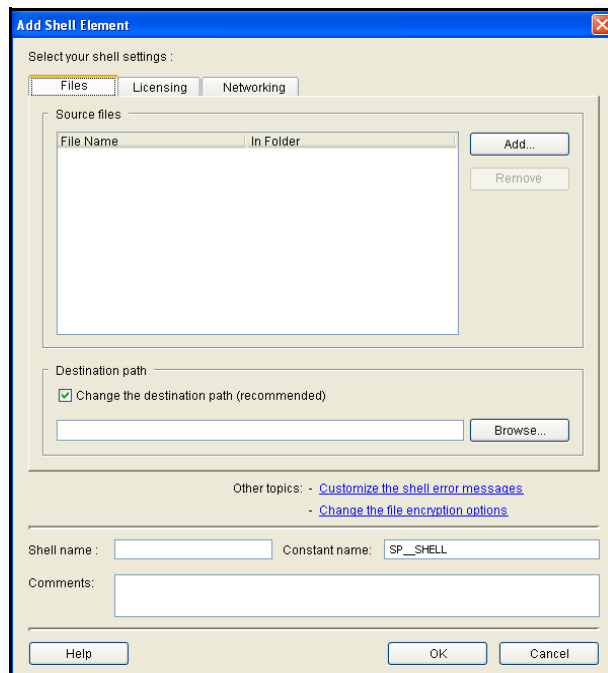 Add Shell Element
Select your shell settings :
Files Licensing Networking
Source files
File Name In Folder
Add...
Remove
Destination path
Change the destination path (recommended)
Browse...
Other topics: - Customize the shell error messages
- Change the file encryption options
Shell name : Constant name: SP__SHELL
Comments:
Help OK Cancel